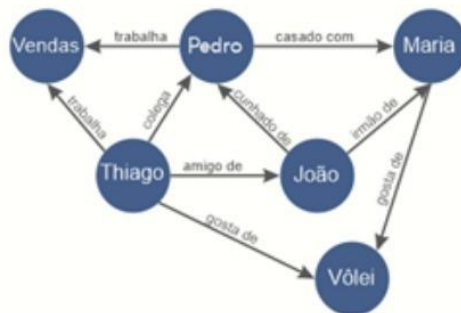 Vendas
trabalha
Pedro
casado com
Maria
trabalha
colega
cunhado de
irmão de
Thiago
amigo de
João
gosta de
gosta de
Vôlei